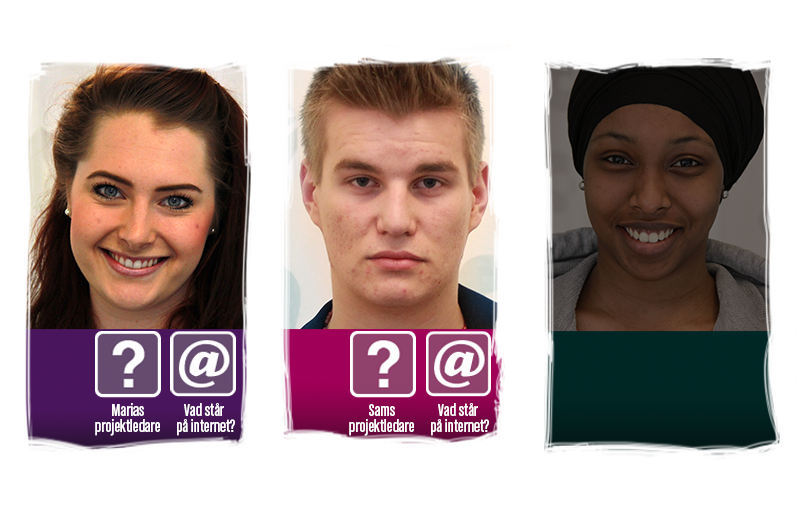 ?
@
Marias
projektledare
Vad står
på internet?
?
@
Sams
projektledare
Vad står
på internet?